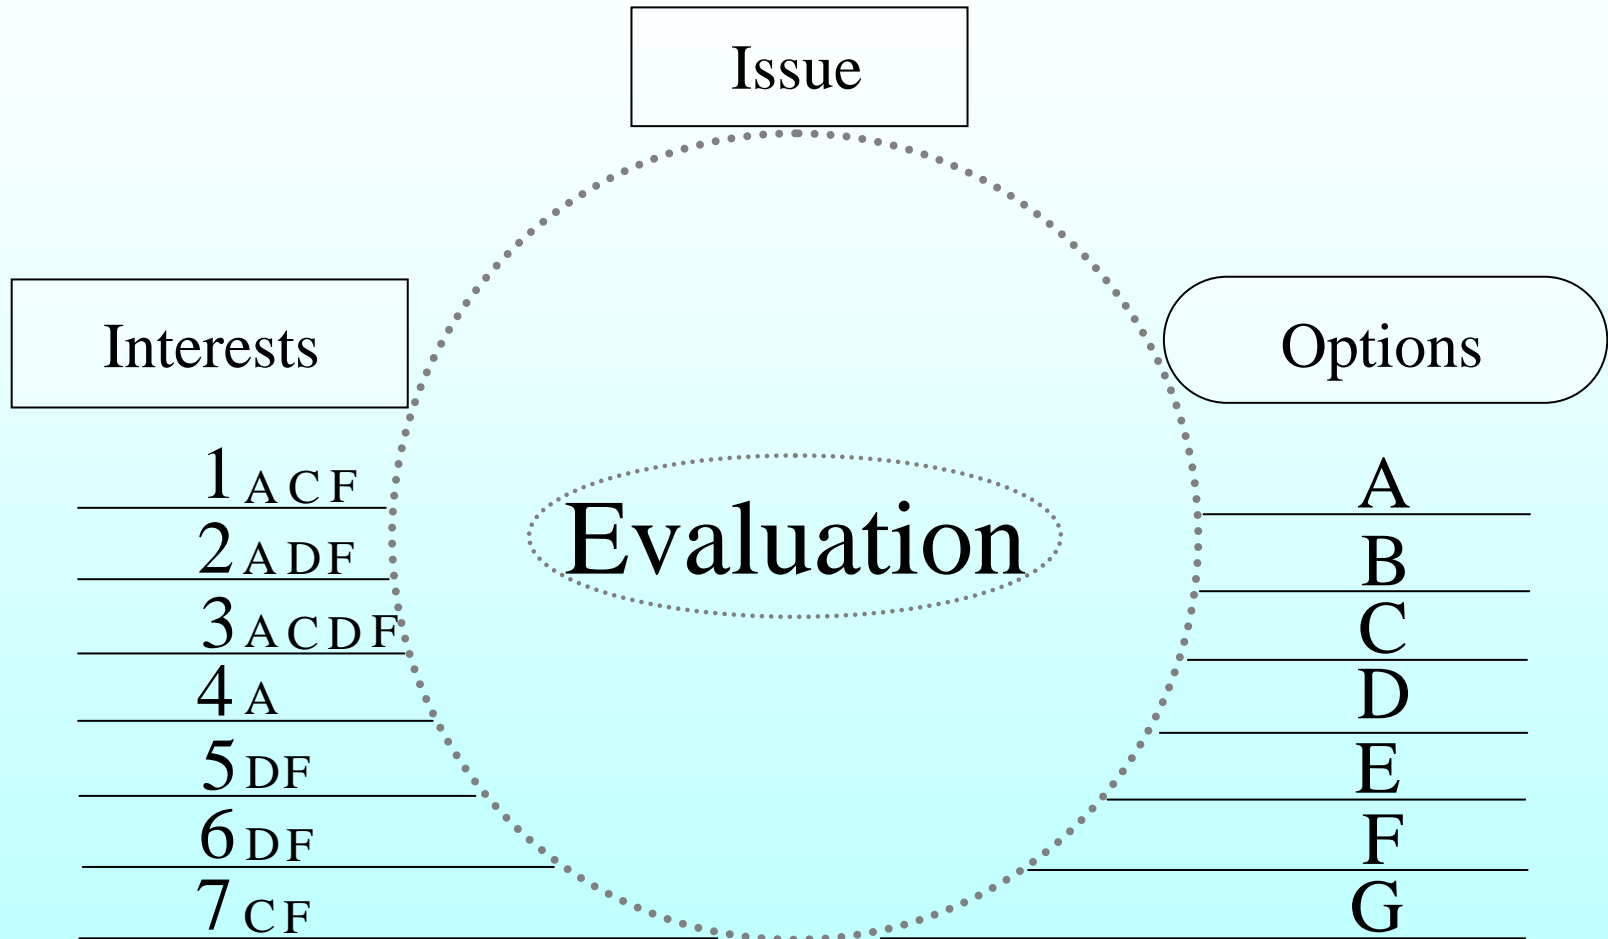 Issue
Interests
Options
Evaluation
1 A C F
2 A D F
3 A C D F
4 A
5 D F
6 D F
7 C F
A
B
C
D
E
F
G